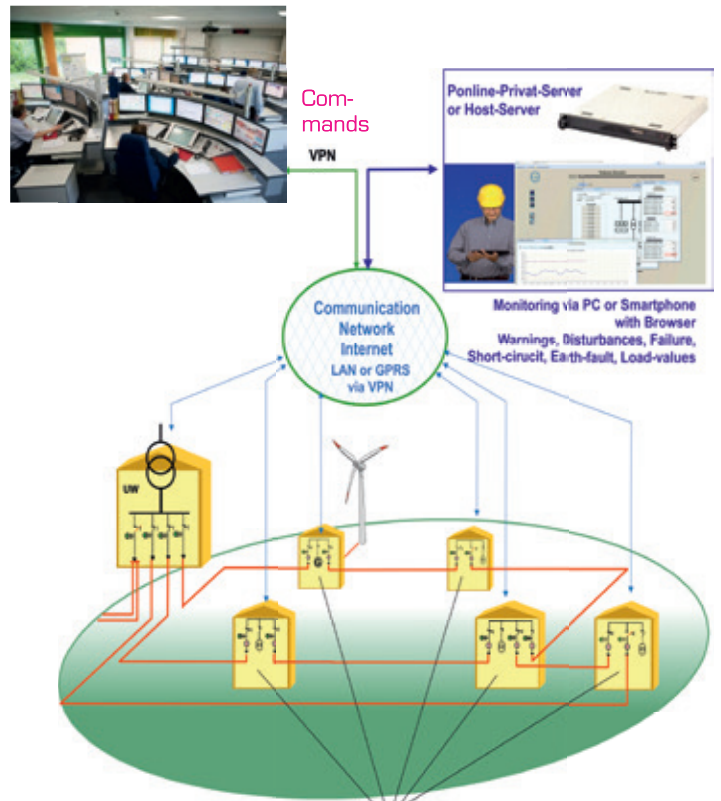 Com-
mands
VPN
Ponline-Privat-Server
or Host-Server
Monitoring via PC or Smartphone
with Browser
Warnings, Disturbances, Failure,
Short-cirucit, Earth-fault, Load-values
Communication
Network
Internet
LAN or GPRS
via VPN
UW
G